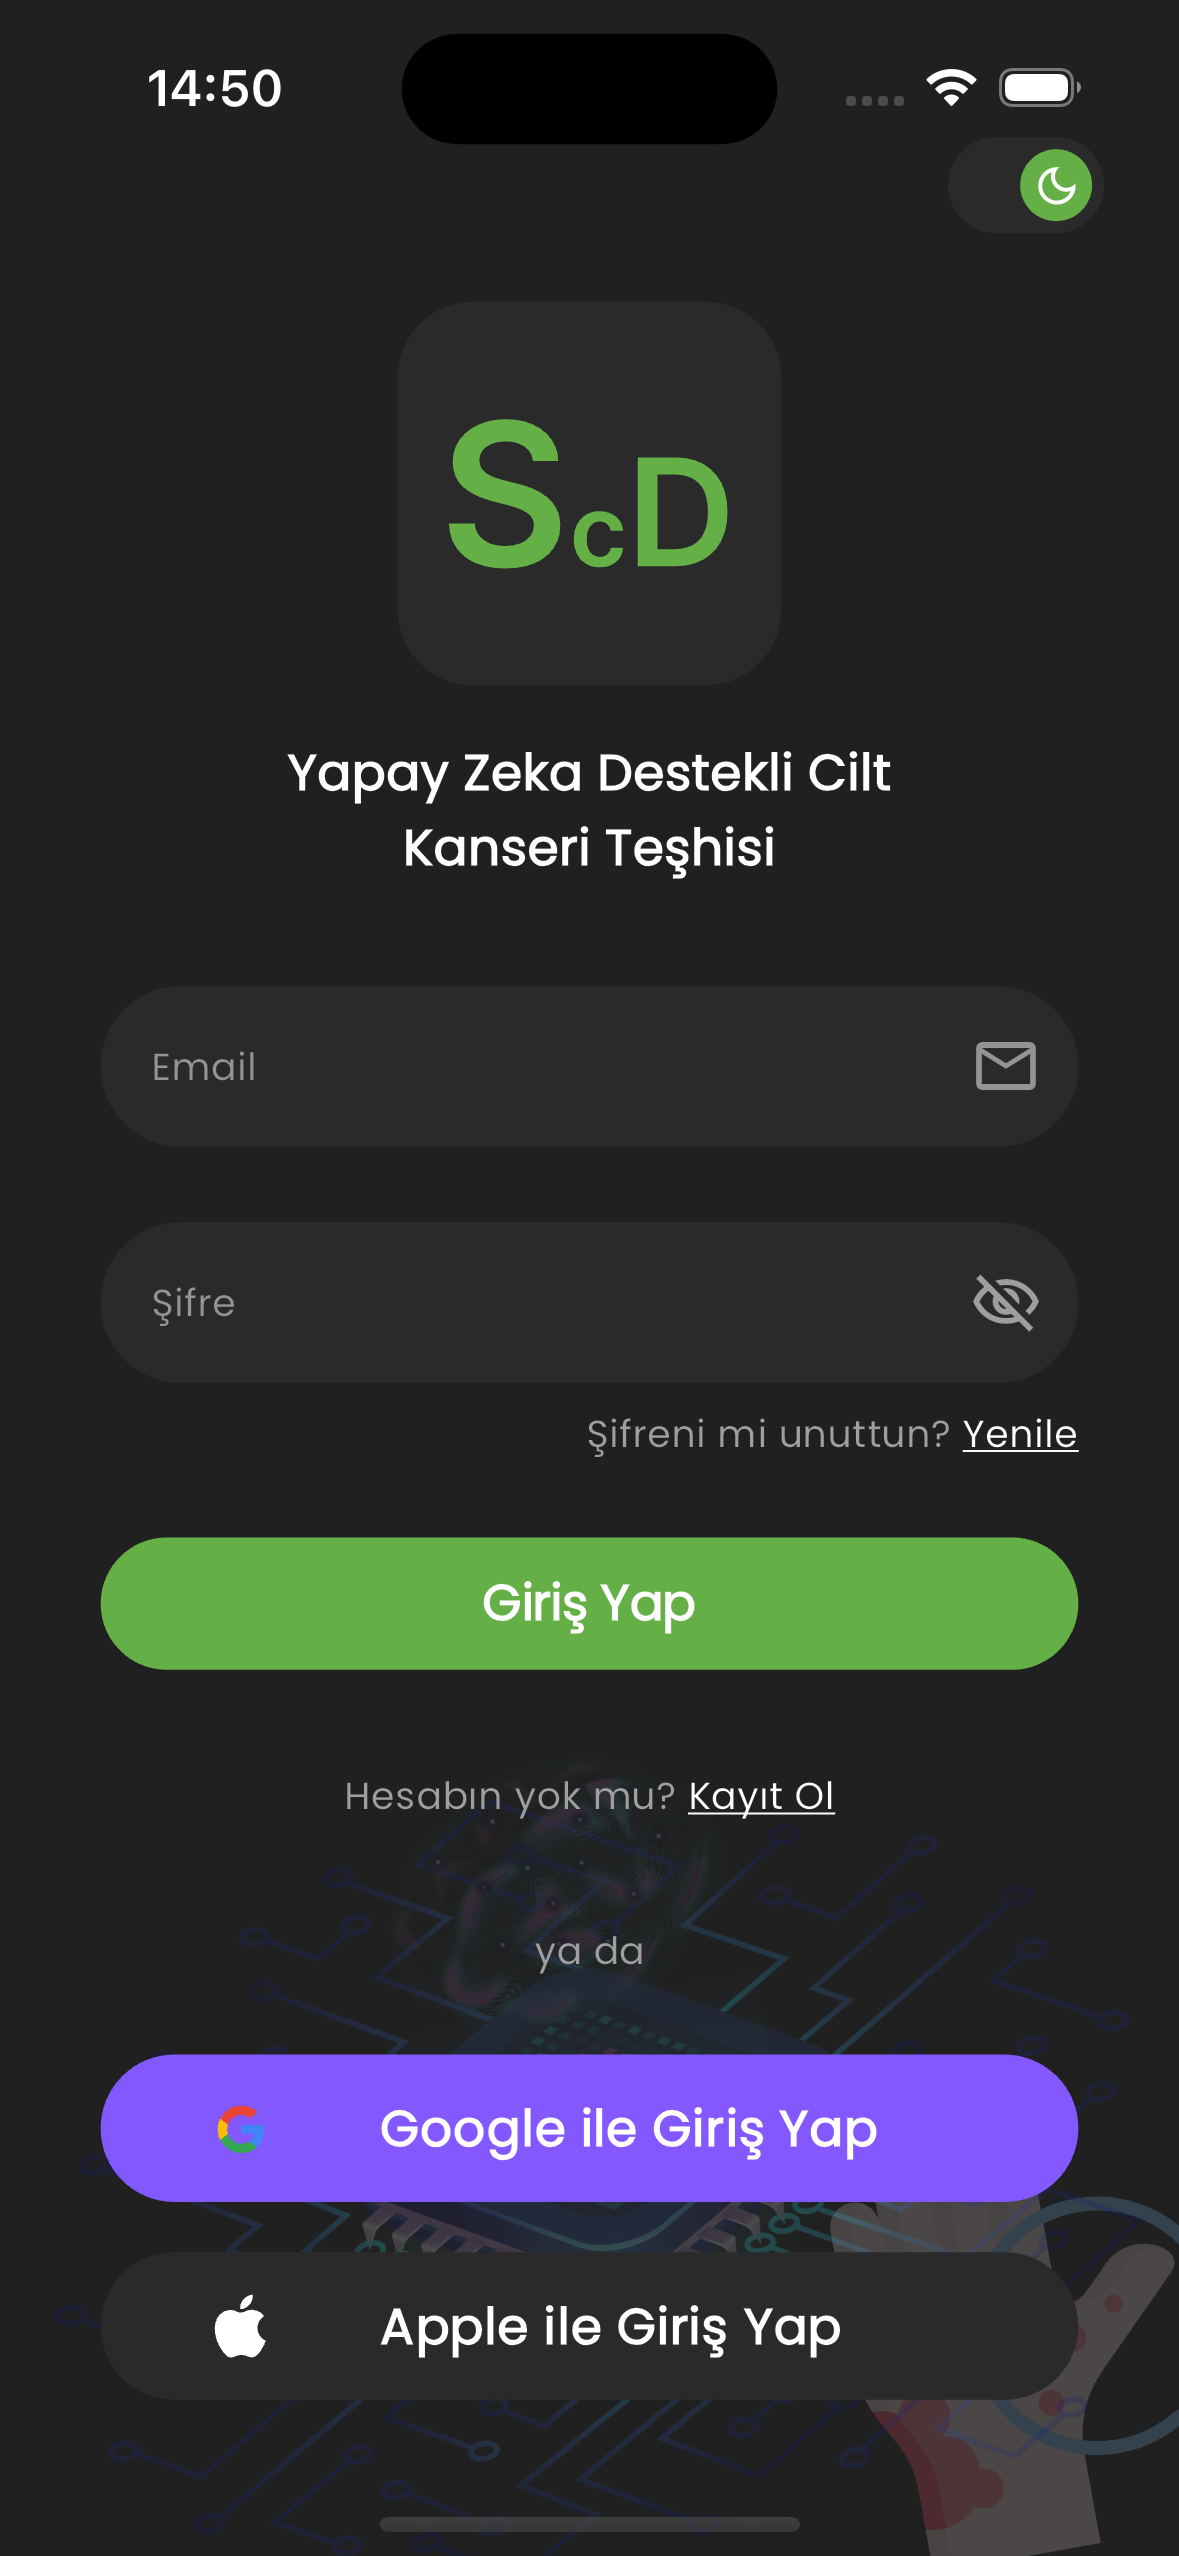 14:50
ScD
Yapay Zeka Destekli Cilt
Kanseri Teşhisi
Email
Şifre
Şifreni mi unuttun? Yenile
Giriş Yap
Hesabın yok mu? Kayıt Ol
ya da
Google ile Giriş Yap
Apple ile Giriş Yap